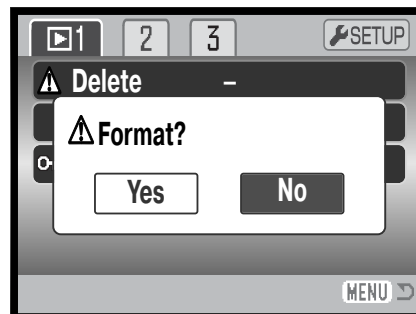 1 2 3 SETUP
Delete –
Format?
Yes No
MENU